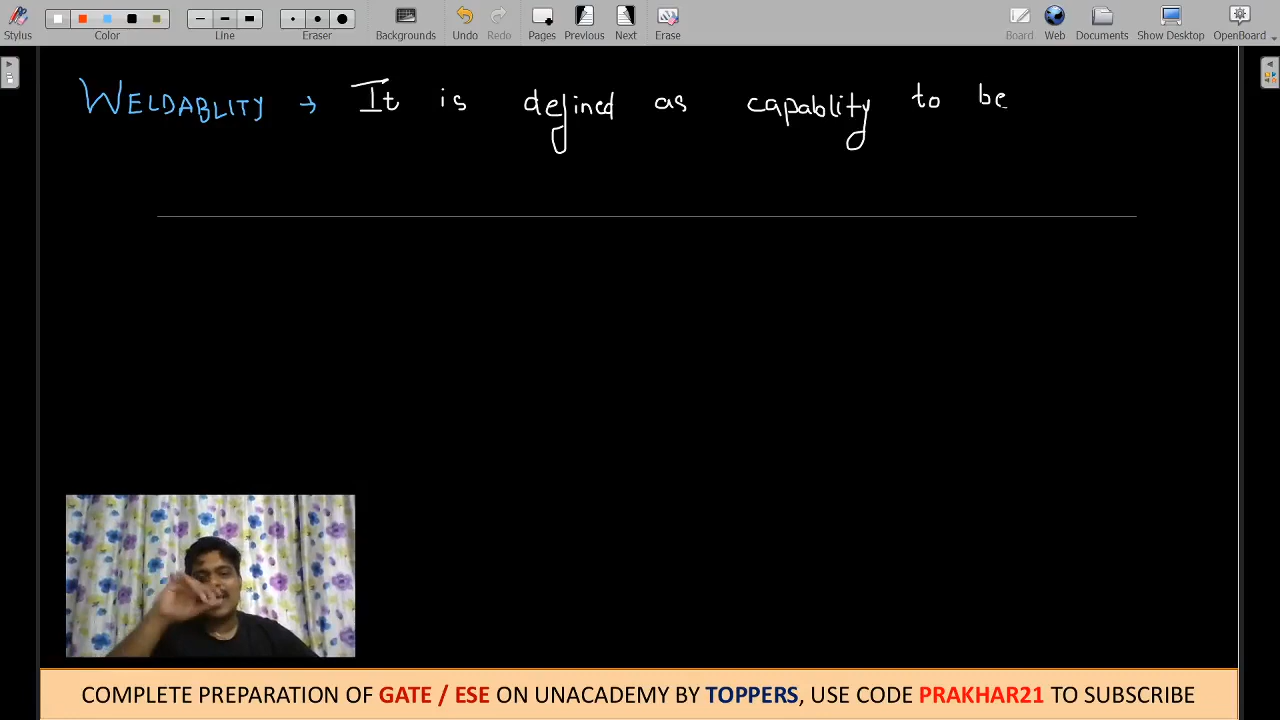 Stylus Color Line Eraser Backgrounds Undo Redo Pages Previous Next Erase Board Web Documents Show Desktop OpenBoard
WELDABLITY → It is defined as capablity to be
COMPLETE PREPARATION OF GATE / ESE ON UNACADEMY BY TOPPERS, USE CODE PRAKHAR21 TO SUBSCRIBE